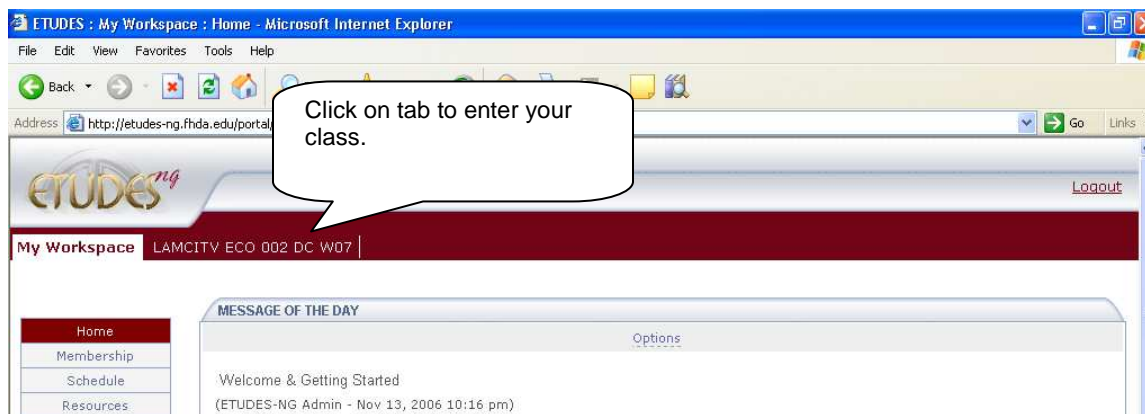 ETUDES : My Workspace : Home - Microsoft Internet Explorer
File Edit View Favorites Tools Help
Back
Click on tab to enter your
class.
Address http://etudes-ng.fhda.edu/portal/ Go Links
ETUDES ng
Logout
My Workspace LAMCITV ECO 002 DC W07
MESSAGE OF THE DAY
Home
Options
Membership
Schedule
Welcome & Getting Started
Resources
(ETUDES-NG Admin - Nov 13, 2006 10:16 pm)